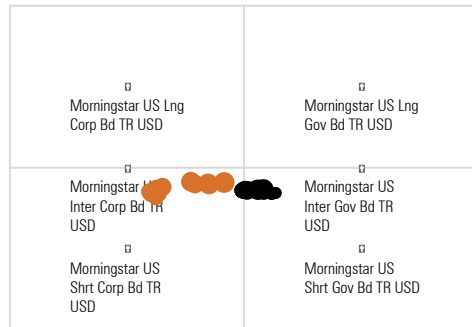 Morningstar US Lng
Corp Bd TR USD
Morningstar US Lng
Gov Bd TR USD
Morningstar US
Inter Corp Bd TR
USD
Morningstar US
Inter Gov Bd TR
USD
Morningstar US
Shrt Corp Bd TR
USD
Morningstar US
Shrt Gov Bd TR USD